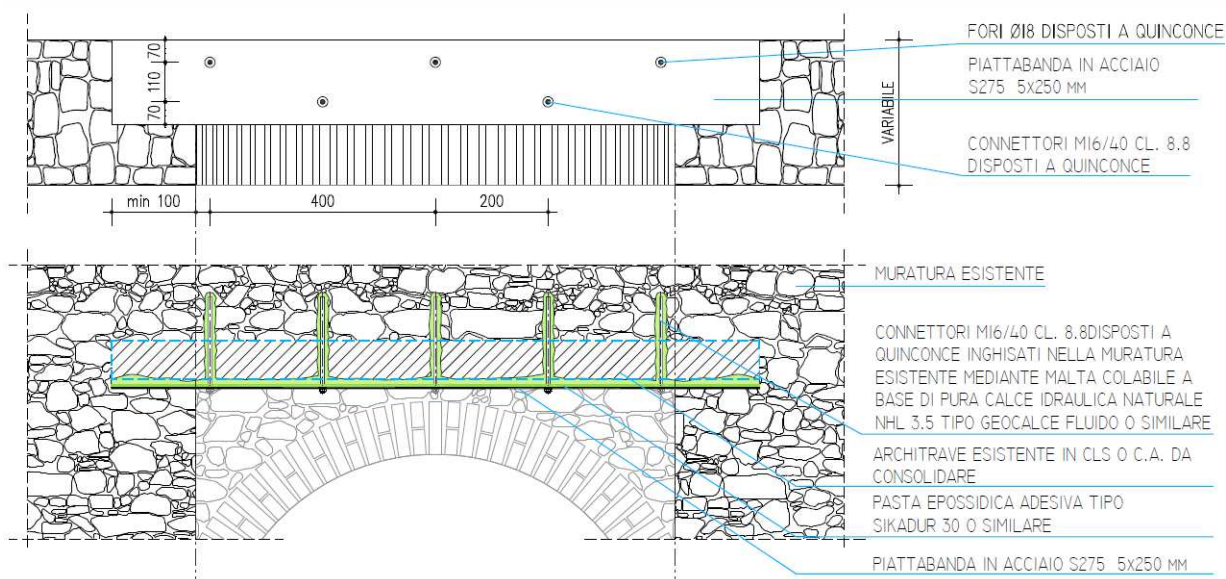 FORI Ø18 DISPOSTI A QUINCONCE
PIATTABANDA IN ACCIAIO
S275 5X250 MM
CONNETTORI M16/40 CL. 8.8
DISPOSTI A QUINCONCE
VARIABILE
70
110
70
min 100
400
200
MURATURA ESISTENTE
CONNETTORI M16/40 CL. 8.8DISPOSTI A
QUINCONCE INGHISATI NELLA MURATURA
ESISTENTE MEDIANTE MALTA COLABILE A
BASE DI PURA CALCE IDRAULICA NATURALE
NHL 3.5 TIPO GEOCALCE FLUIDO O SIMILARE
ARCHITRAVE ESISTENTE IN CLS O C.A. DA
CONSOLIDARE
PASTA EPOSSIDICA ADESIVA TIPO
SIKADUR 30 O SIMILARE
PIATTABANDA IN ACCIAIO S275 5X250 MM